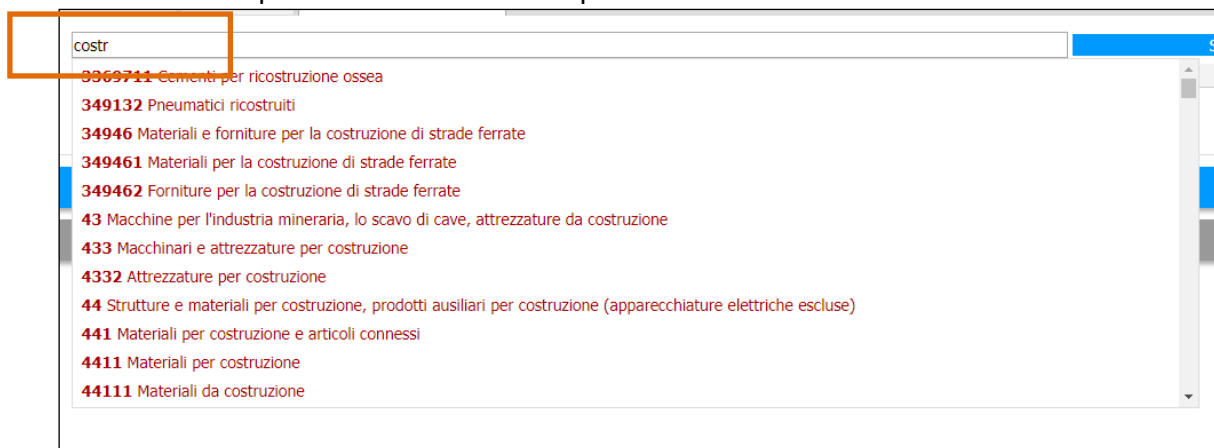 costr
3369711 Cementi per ricostruzione ossea
349132 Pneumatici ricostruiti
34946 Materiali e forniture per la costruzione di strade ferrate
349461 Materiali per la costruzione di strade ferrate
349462 Forniture per la costruzione di strade ferrate
43 Macchine per l'industria mineraria, lo scavo di cave, attrezzature da costruzione
433 Macchinari e attrezzature per costruzione
4332 Attrezzature per costruzione
44 Strutture e materiali per costruzione, prodotti ausiliari per costruzione (apparecchiature elettriche escluse)
441 Materiali per costruzione e articoli connessi
4411 Materiali per costruzione
44111 Materiali da costruzione